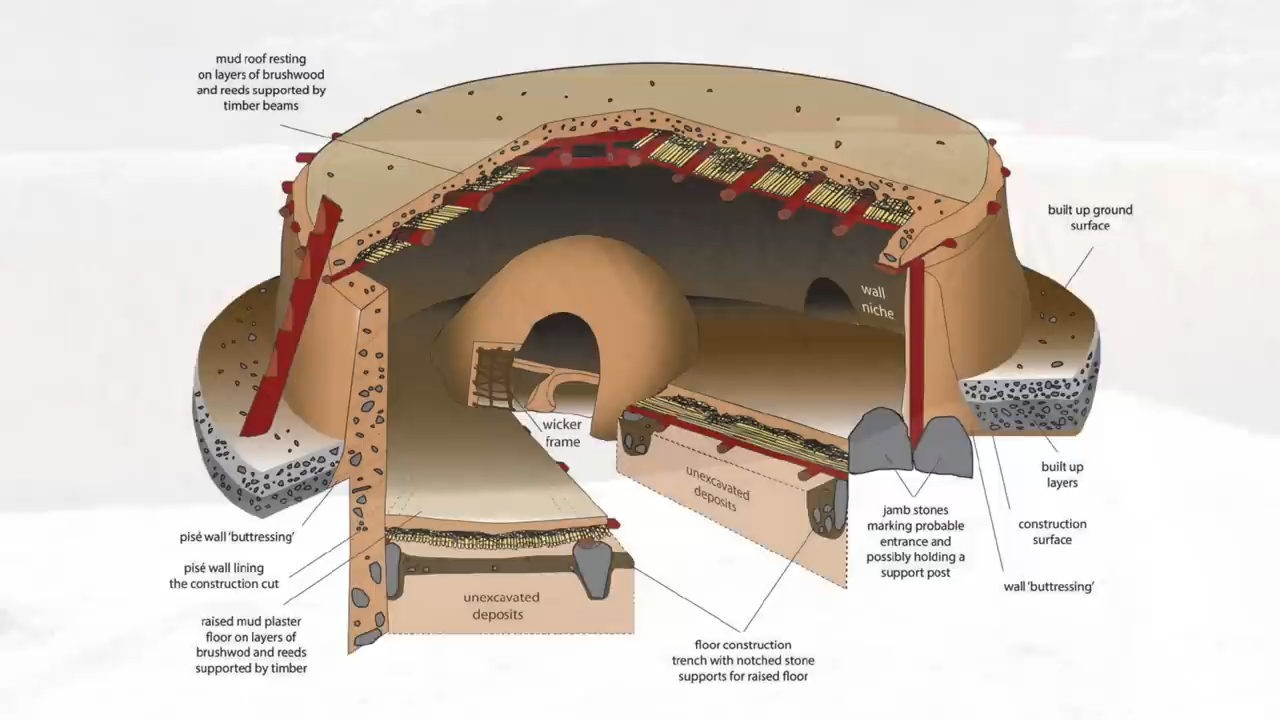 mud roof resting
on layers of brushwood
and reeds supported by
timber beams
built up ground
surface
wall
niche
wicker
frame
unexcavated
deposits
built up
layers
jamb stones
marking probable
entrance and
possibly holding a
support post
construction
surface
wall 'buttressing'
pisé wall 'buttressing'
pisé wall lining
the construction cut
raised mud plaster
floor on layers of
brushwod and reeds
supported by timber
unexcavated
deposits
floor construction
trench with notched stone
supports for raised floor